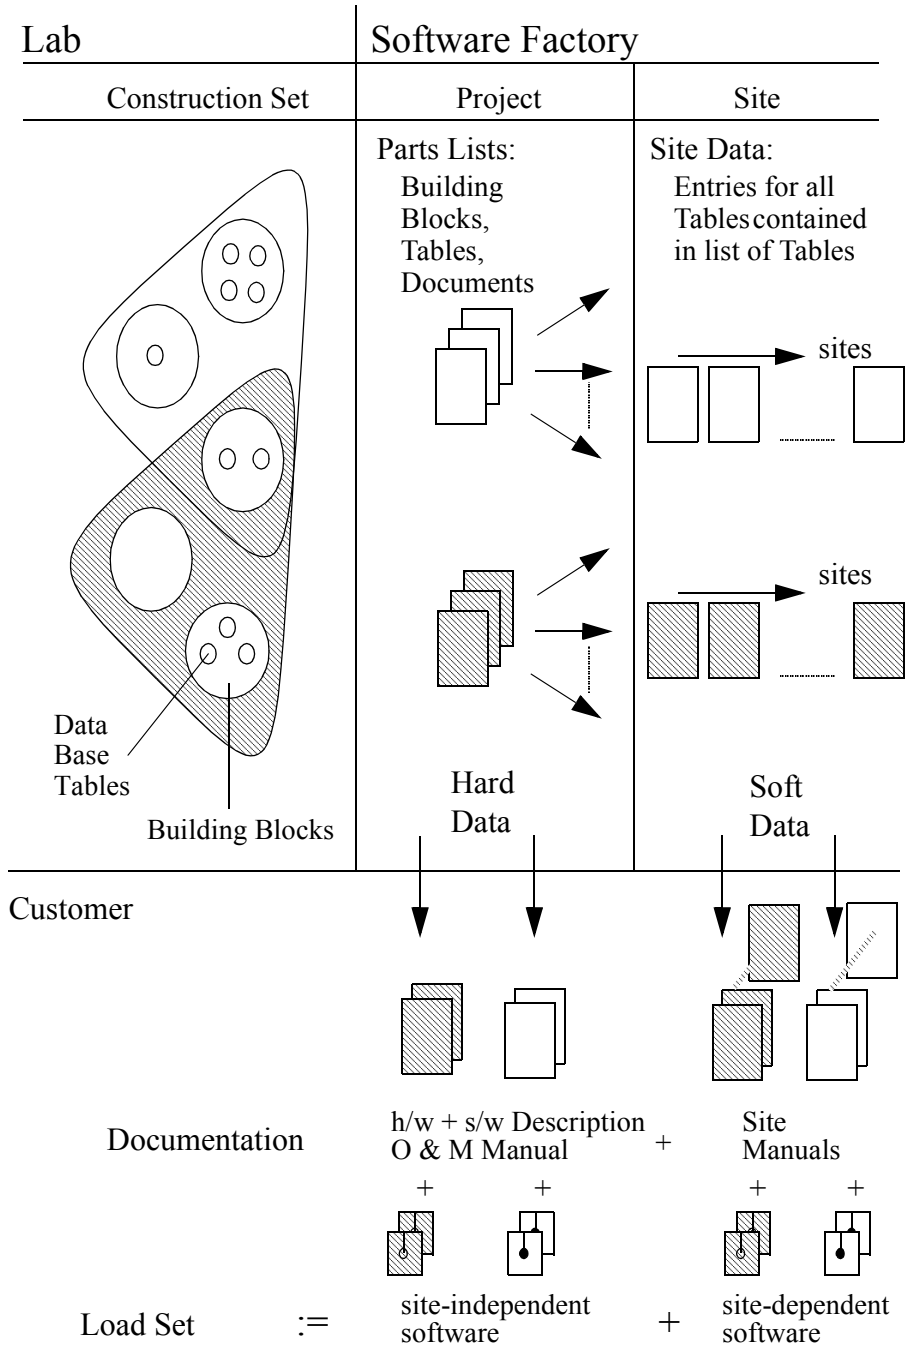 Lab
Software Factory
Construction Set
Project
Site
Parts Lists:
Building
Blocks,
Tables,
Documents
Site Data:
Entries for all
Tables contained
in list of Tables
sites
sites
Data
Base
Tables
Building Blocks
Hard
Data
Soft
Data
Customer
Documentation
h/w + s/w Description
O & M Manual
+
Site
Manuals
+ + + +
Load Set := site-independent
software
+
site-dependent
software